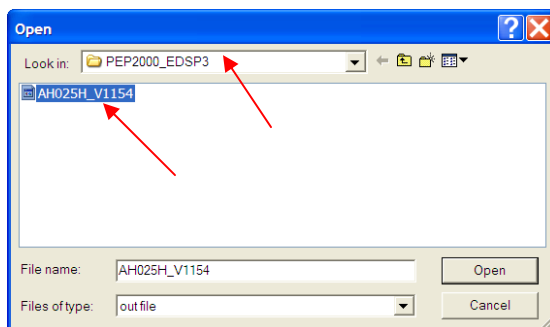 Open
Look in: PEP2000_EDSP3
AH025H_V1154
File name: AH025H_V1154 Open
Files of type: out file Cancel